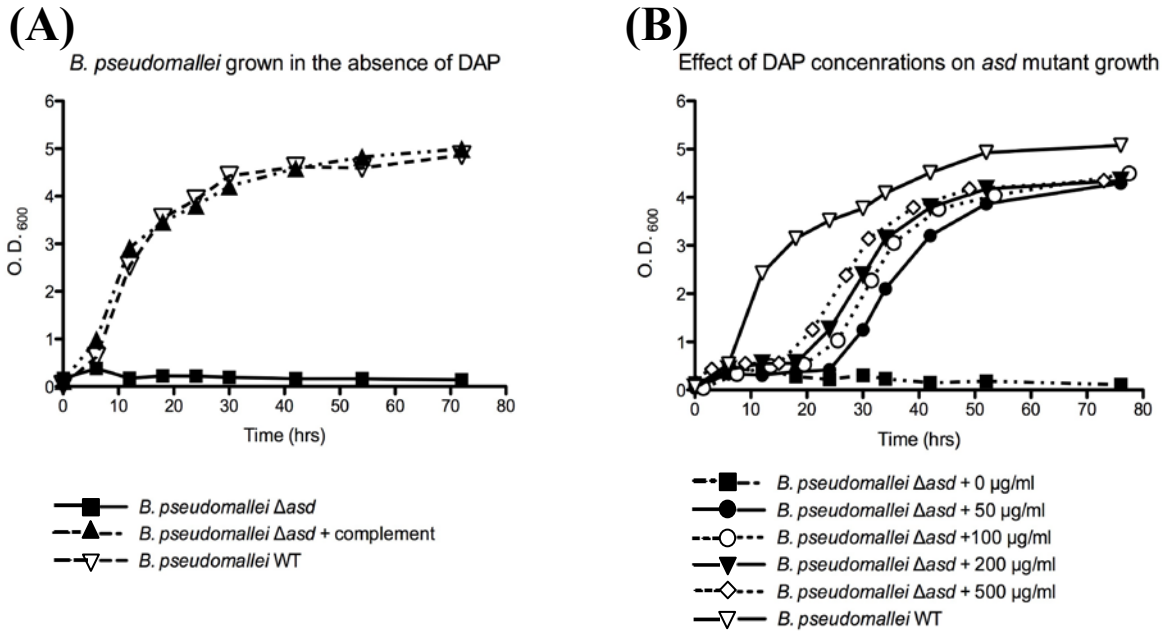 (A)
B. pseudomallei grown in the absence of DAP
6
5
4
3
2
1
0
O. D. 600
0 10 20 30 40 50 60 70 80
Time (hrs)
B. pseudomallei Δasd
B. pseudomallei Δasd + complement
B. pseudomallei WT
(B)
Effect of DAP concenrations on asd mutant growth
6
5
4
3
2
1
0
O. D. 600
0 10 20 30 40 50 60 70 80
Time (hrs)
B. pseudomallei Δasd + 0 µg/ml
B. pseudomallei Δasd + 50 µg/ml
B. pseudomallei Δasd +100 µg/ml
B. pseudomallei Δasd + 200 µg/ml
B. pseudomallei Δasd + 500 µg/ml
B. pseudomallei WT